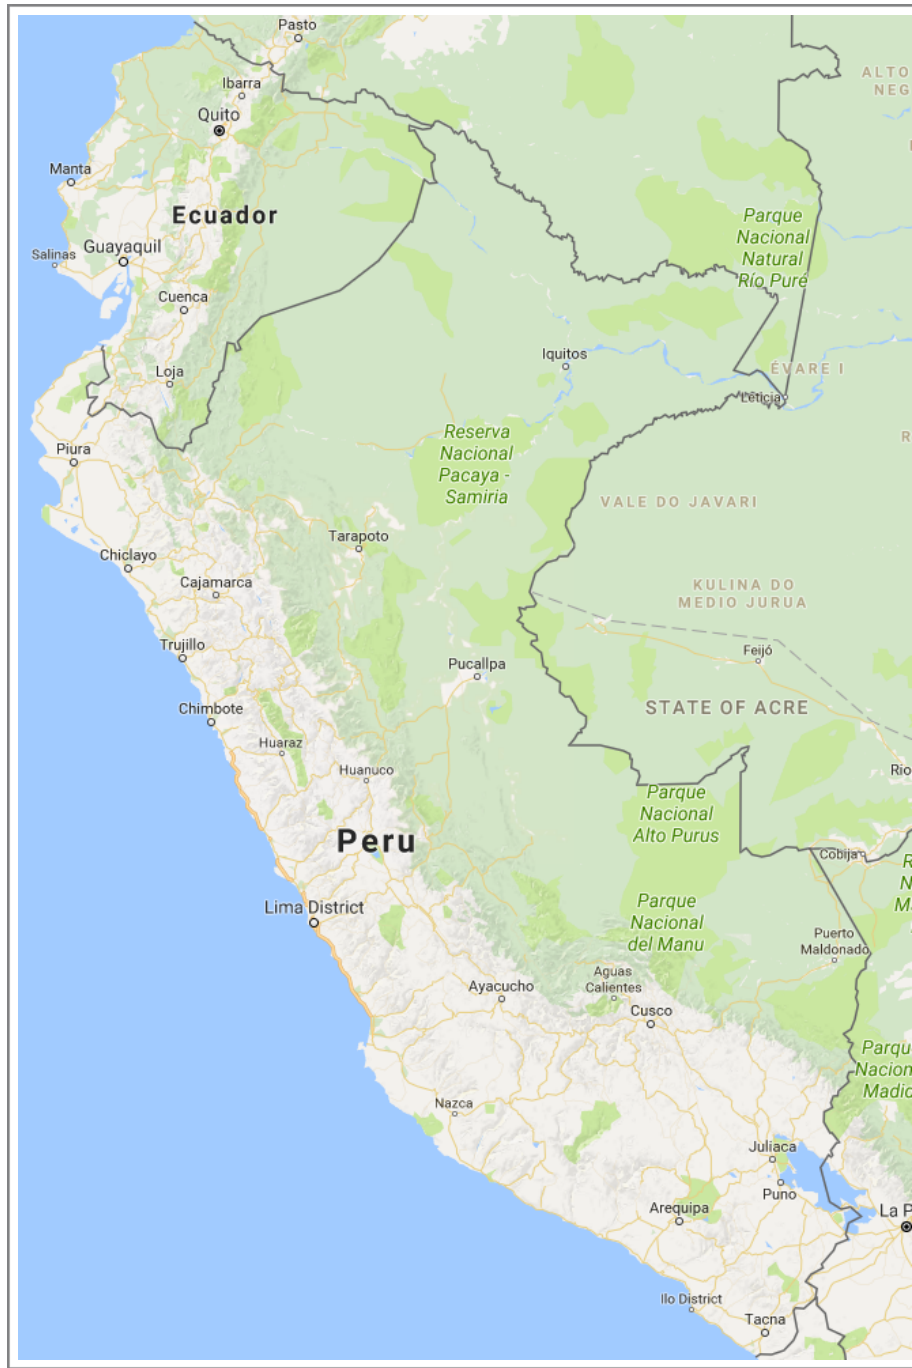 Pasto
ALTO
NEG
Ibarra
Quito
Manta
Ecuador
Parque
Nacional
Natural
Río Puré
Salinas
Guayaquil
Cuenca
Iquitos
ÉVARE I
Loja
Leticia
R
Reserva
Nacional
Pacaya -
Samiria
Piura
VALE DO JAVARI
Tarapoto
Chiclayo
Cajamarca
KULINA DO
MEDIO JURUA
Trujillo
Feijó
Pucallpa
Chimbote
STATE OF ACRE
Huaraz
Huanuco
Rio
Parque
Nacional
Alto Purus
Peru
Cobija
R
N
Ma
Lima District
Parque
Nacional
del Manu
Puerto
Maldonado
Aguas
Calientes
Ayacucho
Cusco
Parqu
Nacion
Madic
Nazca
Juliaca
Puno
Arequipa
La P
Ilo District
Tacna